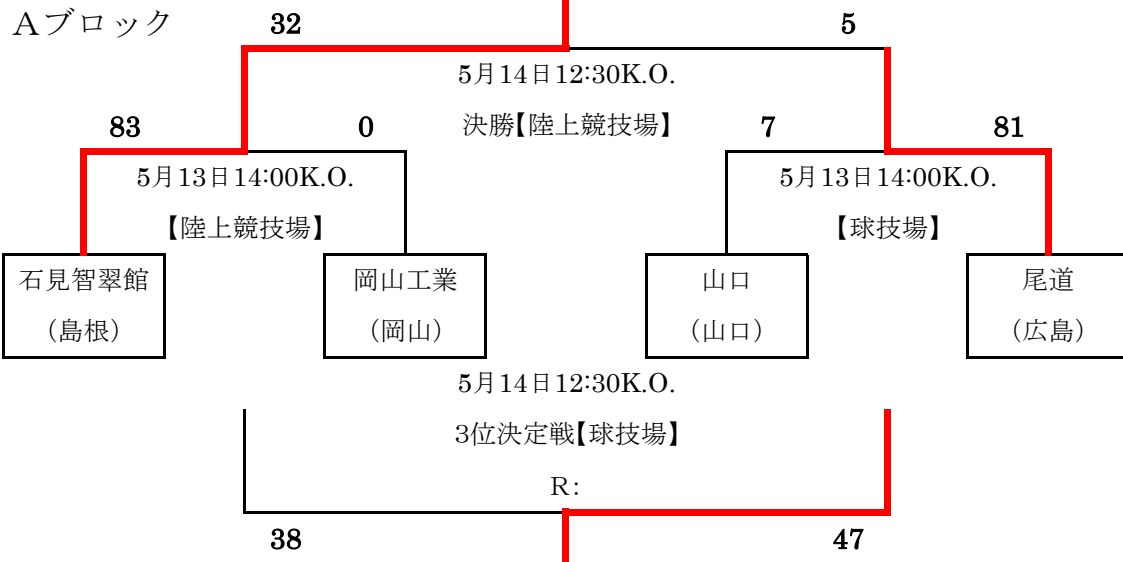 Aブロック
32
5
5月14日12:30K.O.
決勝【陸上競技場】
83
0
7
81
5月13日14:00K.O.
【陸上競技場】
5月13日14:00K.O.
【球技場】
石見智翠館
（島根）
岡山工業
（岡山）
山口
（山口）
尾道
（広島）
5月14日12:30K.O.
3位決定戦【球技場】
R:
38
47